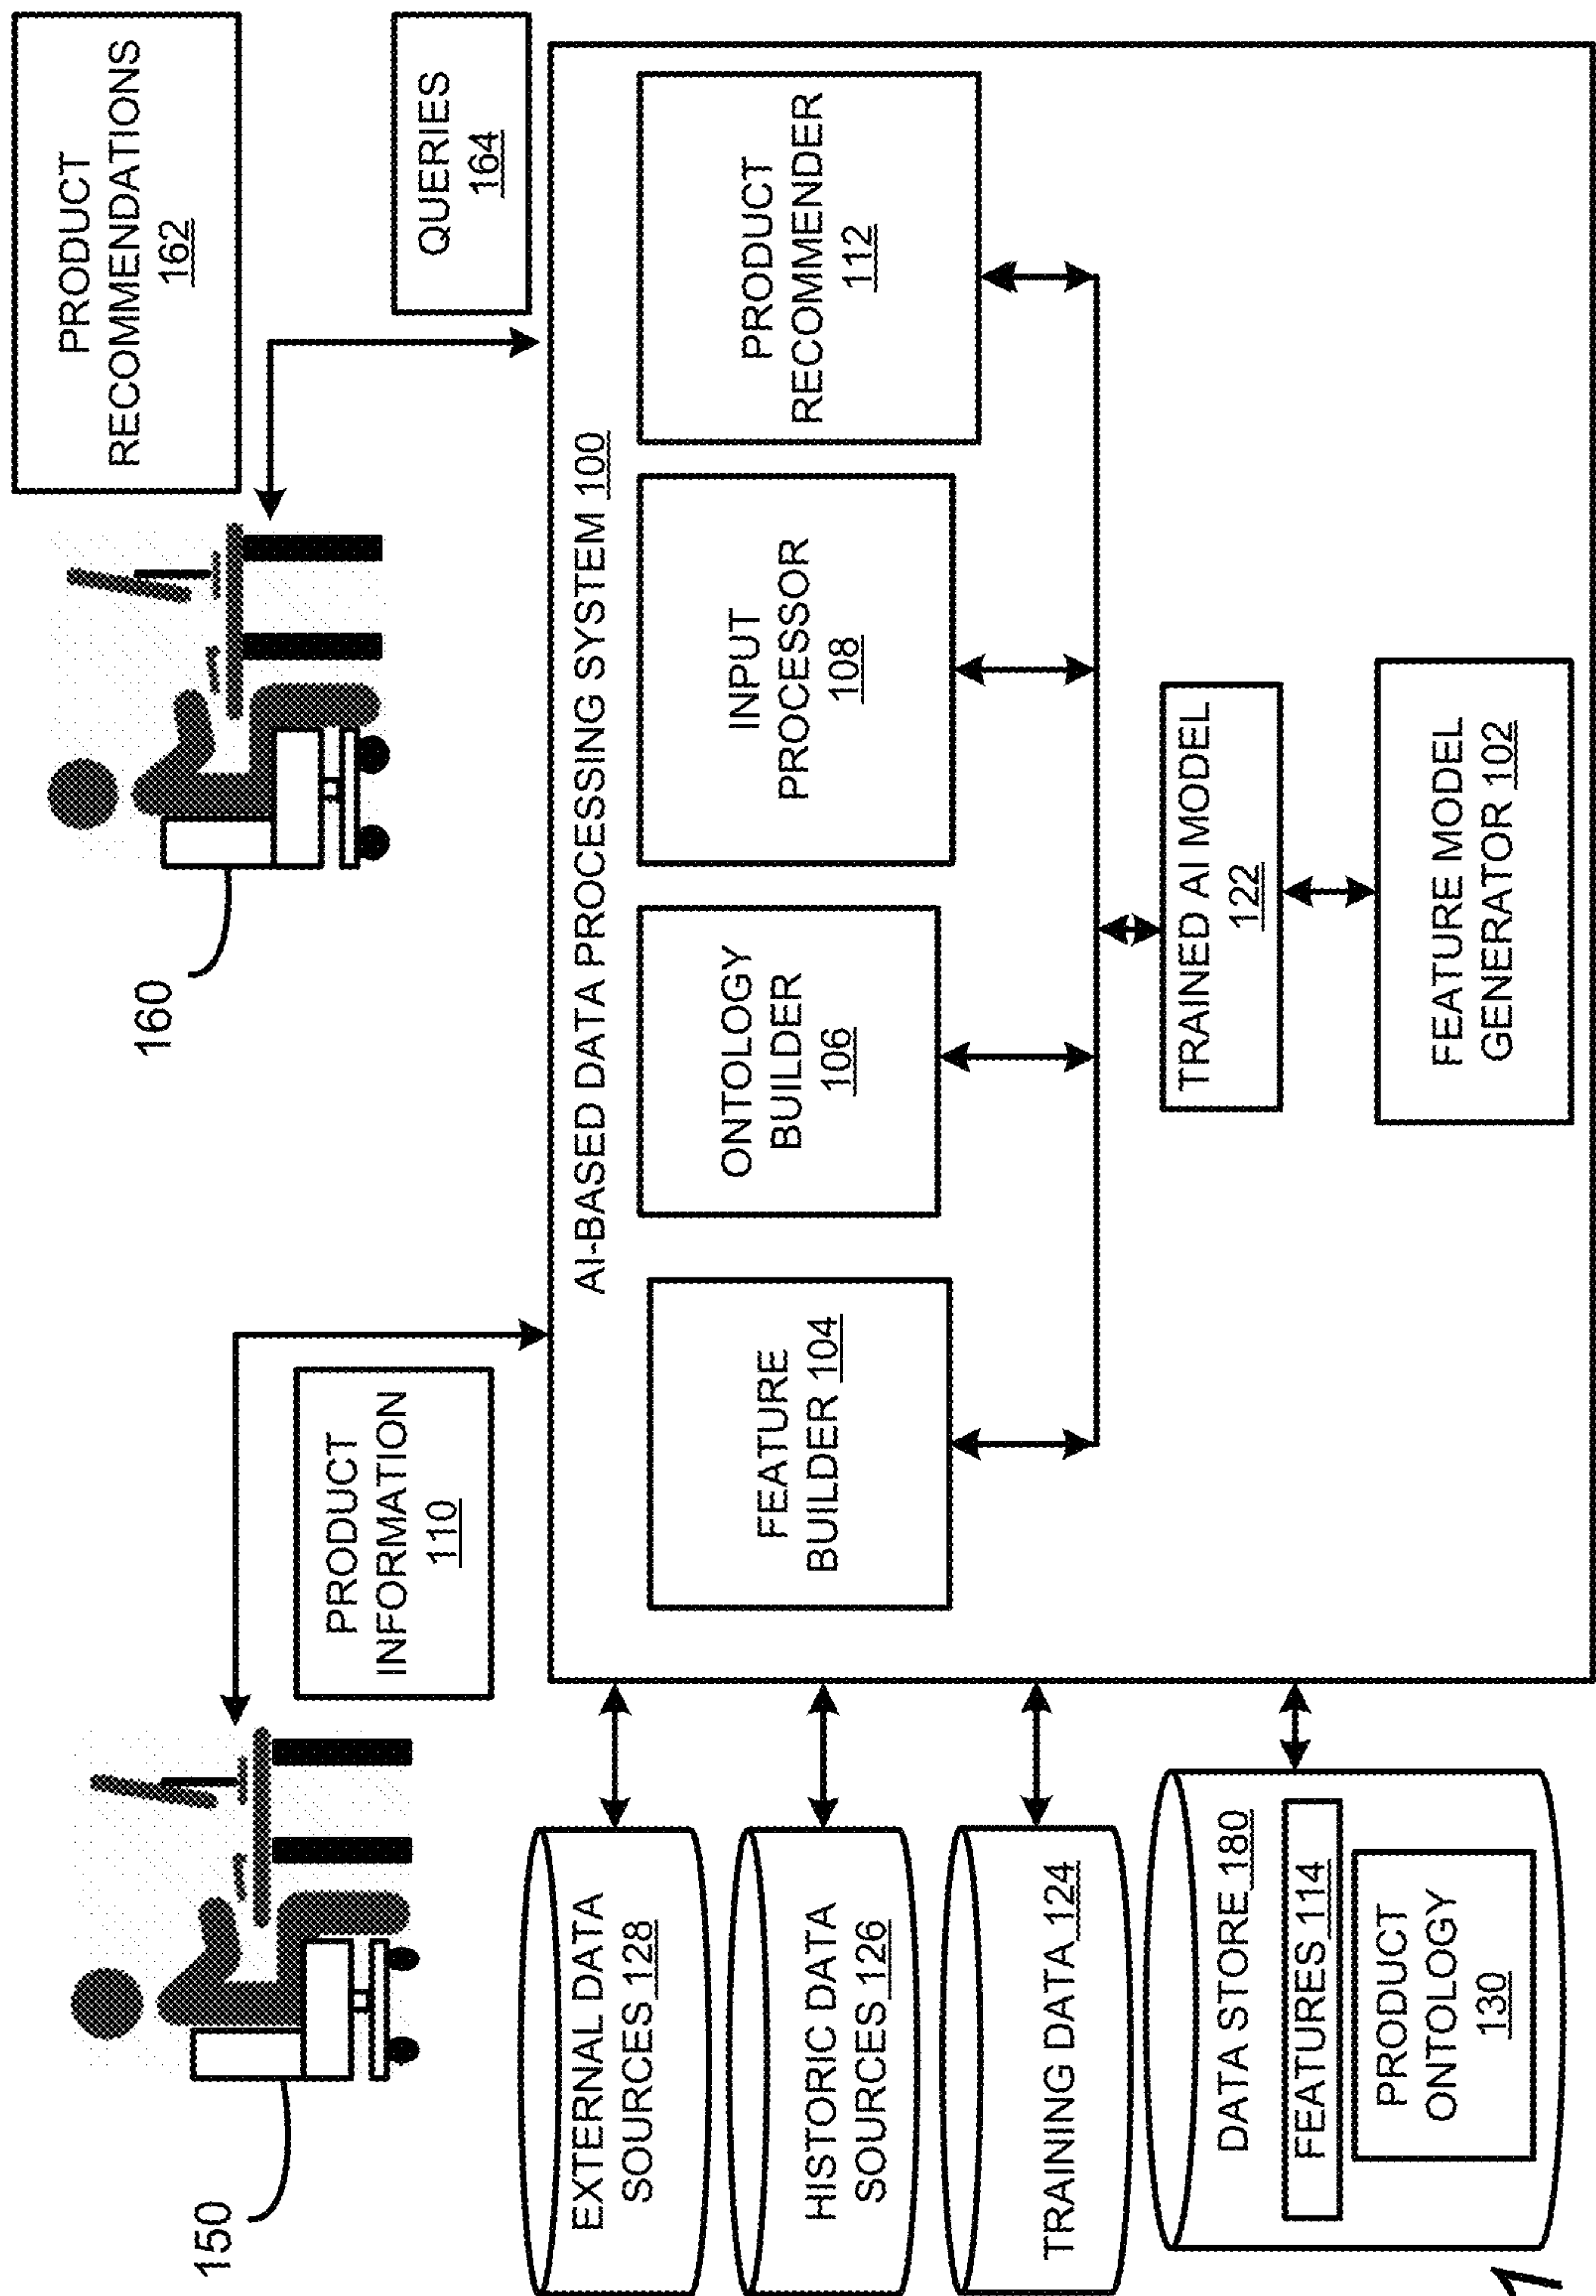 150
PRODUCT
INFORMATION
110
160
PRODUCT
RECOMMENDATIONS
162
QUERIES
164
EXTERNAL DATA
SOURCES 128
HISTORIC DATA
SOURCES 126
TRAINING DATA 124
DATA STORE 180
FEATURES 114
PRODUCT
ONTOLOGY
130
AI-BASED DATA PROCESSING SYSTEM 100
FEATURE
BUILDER 104
ONTOLOGY
BUILDER
106
INPUT
PROCESSOR
108
PRODUCT
RECOMMENDER
112
TRAINED AI MODEL
122
FEATURE MODEL
GENERATOR 102